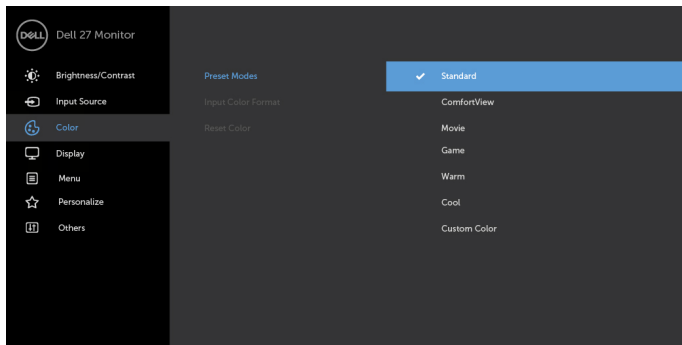 DELL Dell 27 Monitor
Brightness/Contrast
Input Source
Color
Display
Menu
Personalize
Others
Preset Modes
Input Color Format
Reset Color
Standard
ComfortView
Movie
Game
Warm
Cool
Custom Color